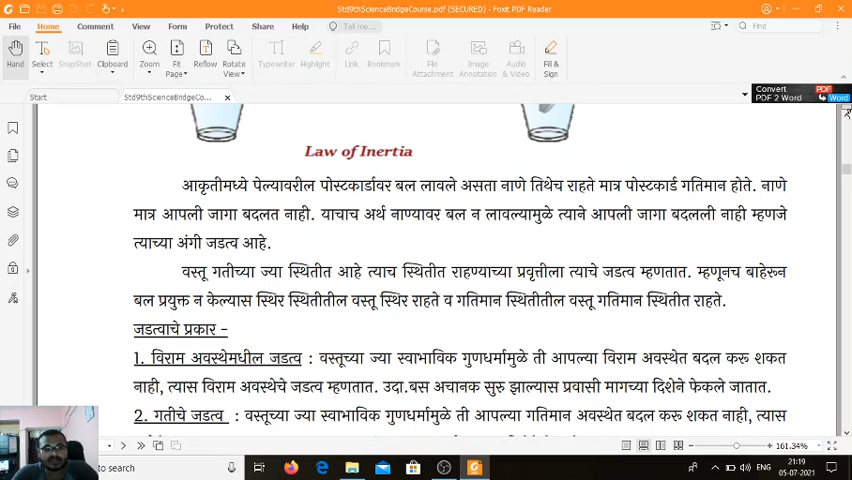 Std9thScienceBridgeCourse.pdf (SECURED) - Foxit PDF Reader
File Home Comment View Form Protect Share Help Tell me... Find
Hand Select SnapShot Clipboard Zoom Fit Page Reflow Rotate View Typewriter Highlight Link Bookmark File Attachment Image Annotation Audio & Video Fill & Sign
Start Std9thScienceBridgeCo... Convert PDF 2 Word PDF Word
Law of Inertia
आकृतीमध्ये पेल्यावरील पोस्टकार्डावर बल लावले असता नाणे तिथेच राहते मात्र पोस्टकार्ड गतिमान होते. नाणे
मात्र आपली जागा बदलत नाही. याचाच अर्थ नाण्यावर बल न लावल्यामुळे त्याने आपली जागा बदलली नाही म्हणजे
त्याच्या अंगी जडत्व आहे.
वस्तू गतीच्या ज्या स्थितीत आहे त्याच स्थितीत राहण्याच्या प्रवृत्तीला त्याचे जडत्व म्हणतात. म्हणूनच बाहेरून
बल प्रयुक्त न केल्यास स्थिर स्थितीतील वस्तू स्थिर राहते व गतिमान स्थितीतील वस्तू गतिमान स्थितीत राहते.
जडत्वाचे प्रकार -
1. विराम अवस्थेमधील जडत्व : वस्तूच्या ज्या स्वाभाविक गुणधर्मामुळे ती आपल्या विराम अवस्थेत बदल करू शकत
नाही, त्यास विराम अवस्थेचे जडत्व म्हणतात. उदा.बस अचानक सुरु झाल्यास प्रवासी मागच्या दिशेने फेकले जातात.
2. गतीचे जडत्व : वस्तूच्या ज्या स्वाभाविक गुणधर्मामुळे ती आपल्या गतिमान अवस्थेत बदल करू शकत नाही, त्यास
161.34%
to search ENG 21:19
05-07-2021